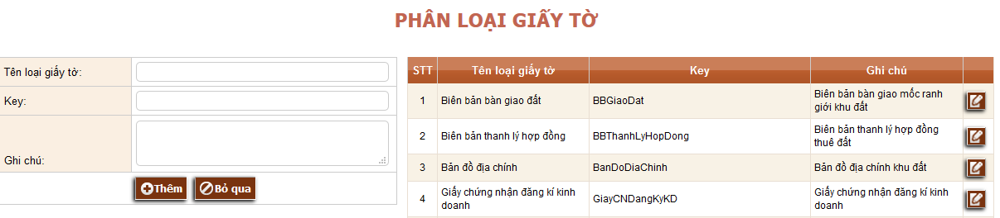 PHÂN LOẠI GIẤY TỜ
Tên loại giấy tờ:
Key:
Ghi chú:
Thêm Bỏ qua
STT Tên loại giấy tờ Key Ghi chú
1 Biên bản bàn giao đất BBGiaoDat Biên bản bàn giao mốc ranh
giới khu đất
2 Biên bản thanh lý hợp đồng BBThanhLyHopDong Biên bản thanh lý hợp đồng
thuê đất
3 Bản đồ địa chính BanDoDiaChinh Bản đồ địa chính khu đất
4 Giấy chứng nhận đăng kí kinh GiayCNDangKyKD Giấy chứng nhận đăng kí kinh
doanh doanh